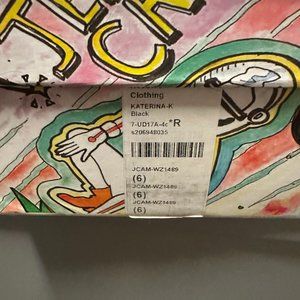 Clothing
KATERINA-K
Black
7-UD17A-4c*R
s206948035
JCAM-WZ1489
(6)
JCAM-WZ1489
(6)
JCAM-WZ1489
(6)